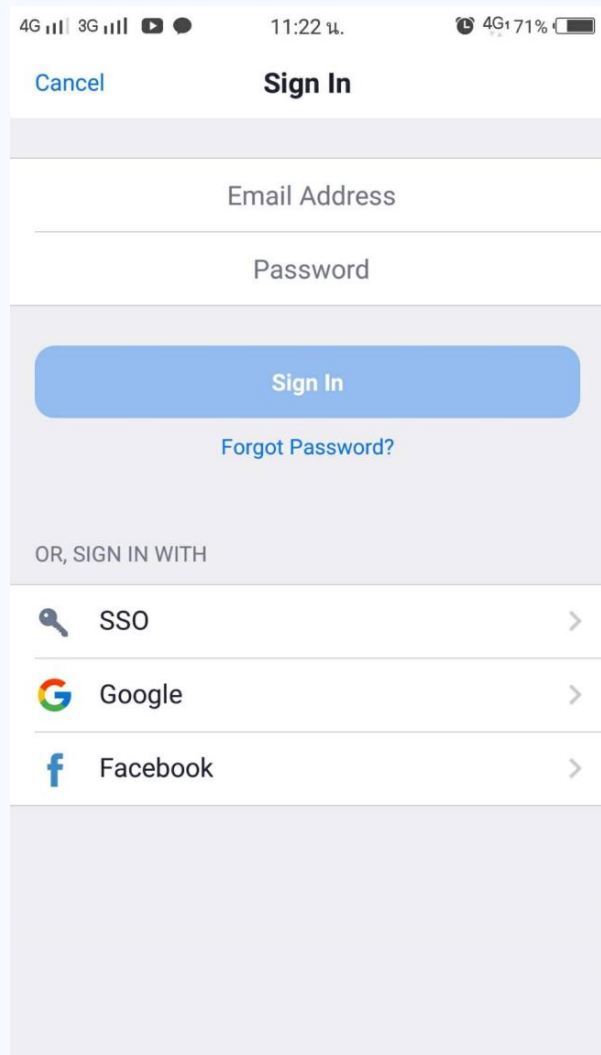 4G 3G 11:22 น. 4G1 71%
Cancel Sign In
Email Address
Password
Sign In
Forgot Password?
OR, SIGN IN WITH
SSO
Google
Facebook